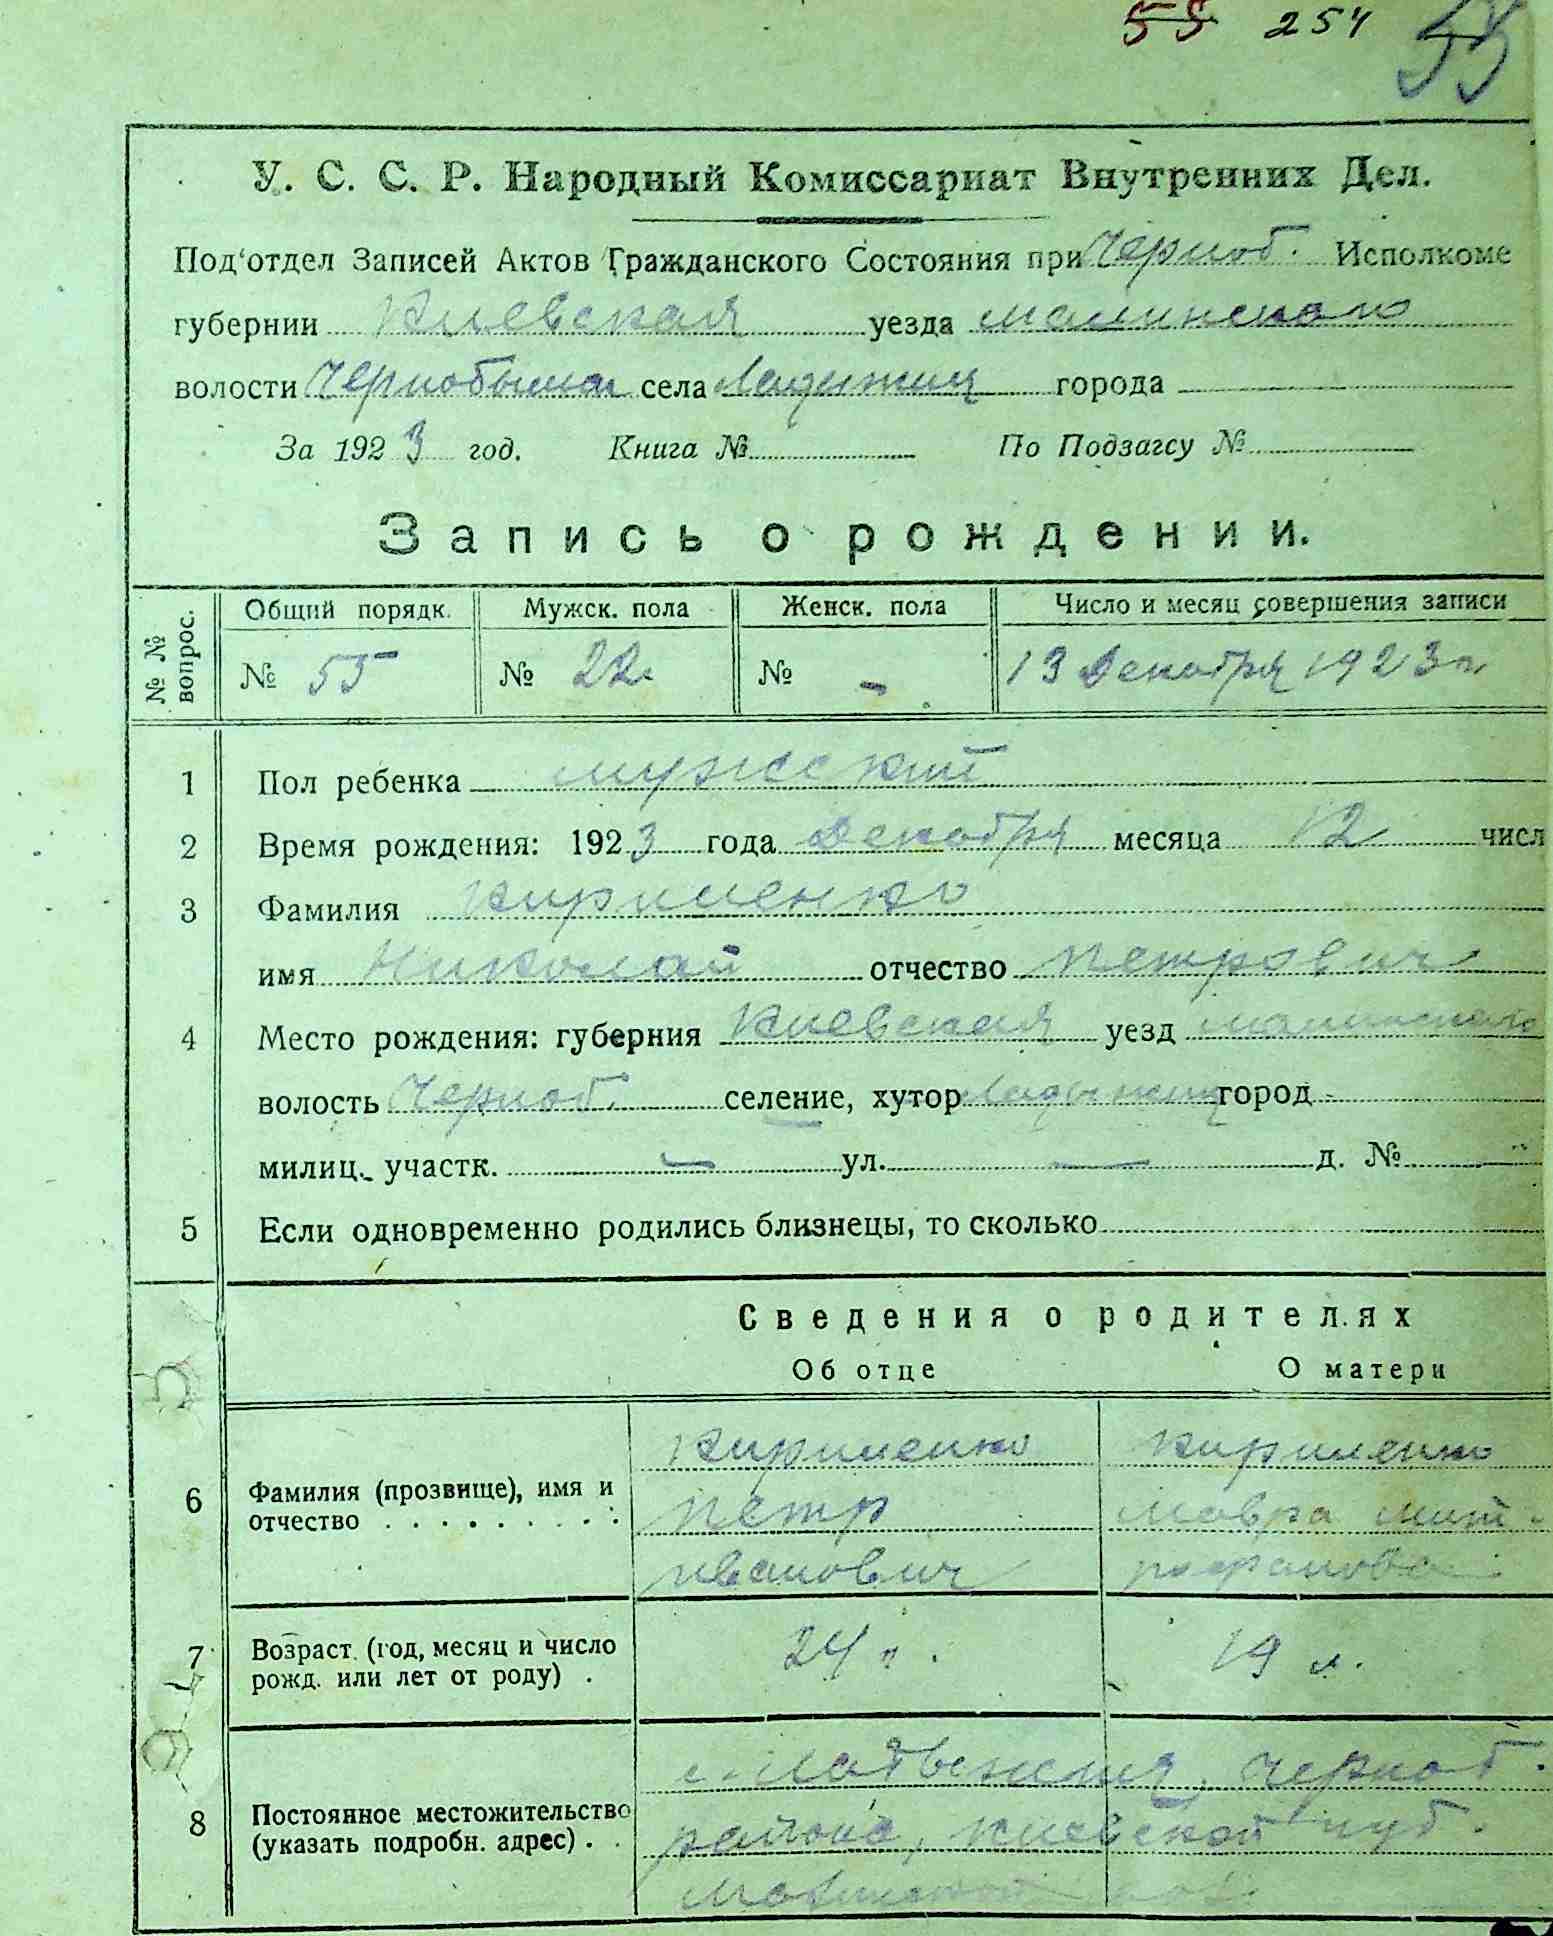 55 254 55
У. С. С. Р. Народный Комиссариат Внутренних Дел.
Под'отдел Записей Актов Гражданского Состояния при Черноб. Исполкоме
губернии Киевская уезда малинского
волости Чернобыл села Ладыжич города
За 1923 год. Книга № По Подзагсу №
Запись о рождении.
№ № вопрос. Общий порядк. Мужск. пола Женск. пола Число и месяц совершения записи
№ 55 № 22 № - 13 Декабря 1923 г.
1 Пол ребенка мужеский
2 Время рождения: 1923 года Декабря месяца 12 числ
3 Фамилия Кириленко
имя Николай отчество Петрович
4 Место рождения: губерния Киевская уезд малинского
волость Черноб. селение, хутор Ладыжич город -
милиц. участк. — ул. — д. №
5 Если одновременно родились близнецы, то сколько
Сведения о родителях
Об отце О матери
6 Фамилия (прозвище), имя и отчество
Кириленко
Петр
Иванович
Кириленко
Мавра Мит-
рофанова
7 Возраст (год, месяц и число рожд. или лет от роду) .
24 г. 19 л.
8 Постоянное местожительство (указать подробн. адрес) . .
с. Ладыжич, Черноб.
района, Киевской губ.